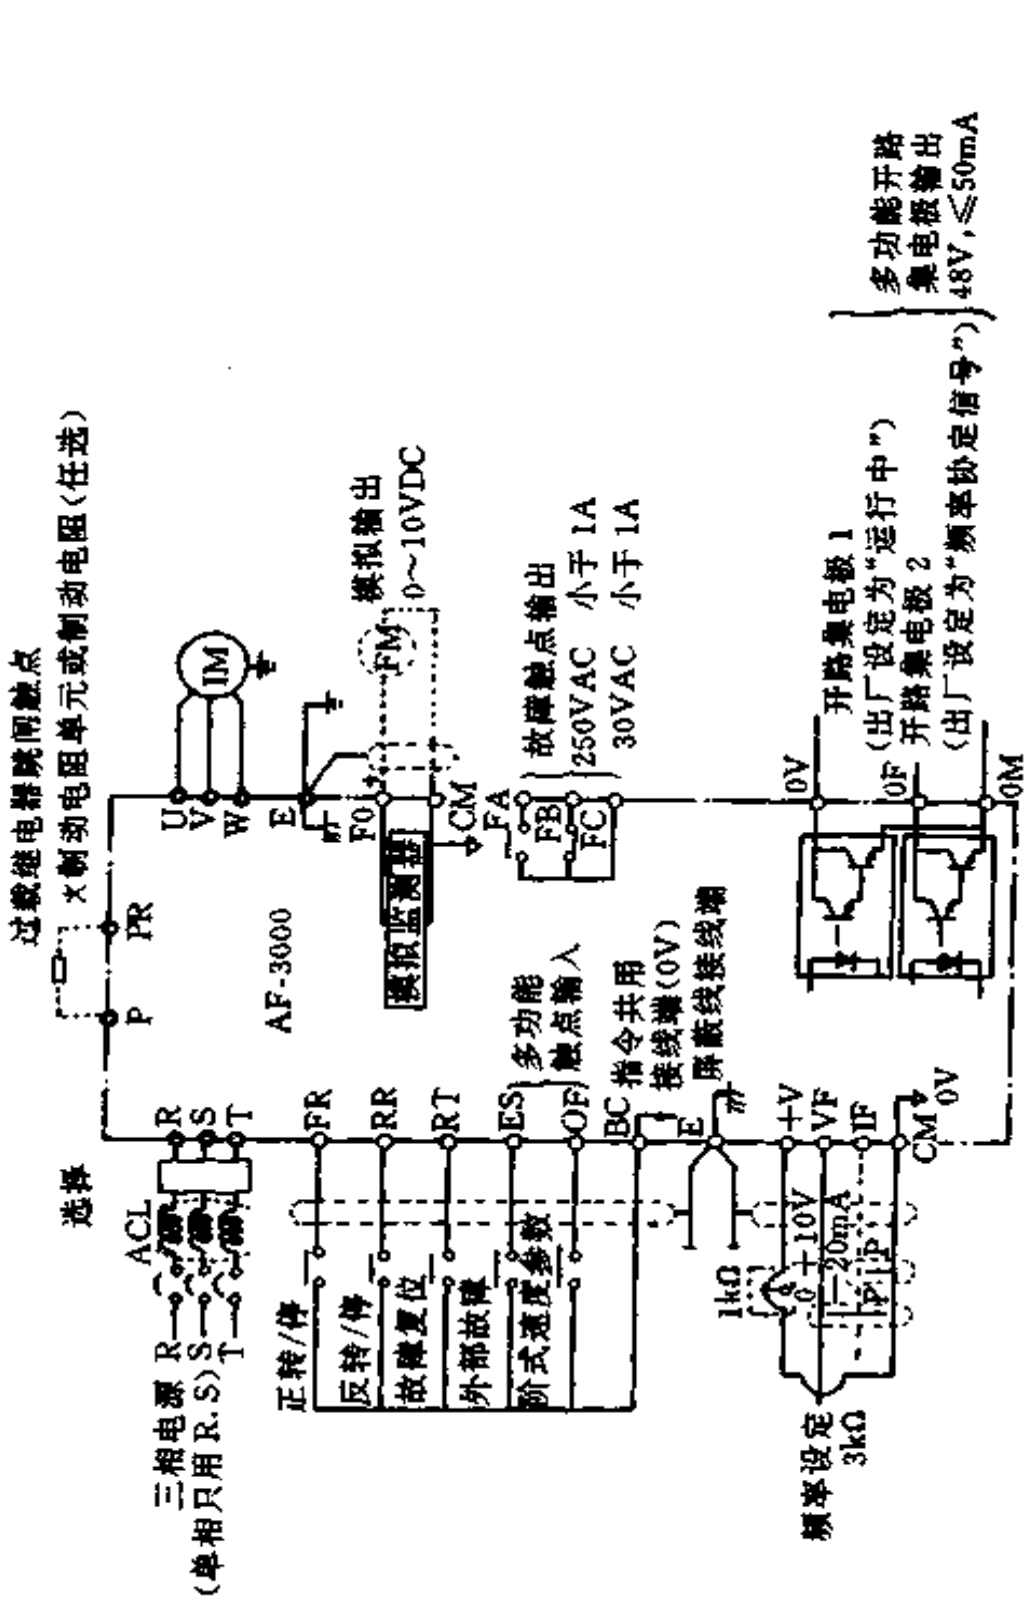 过载继电器跳闸触点
制动电阻单元或制动电阻(任选)
选择
ACL
三相电源
(单相只用R.S)
R
S
T
R
S
T
P
PR
AF-3000
U
V
W
IM
E
F0
+
CM
模拟监测器
FM
模拟输出
0~10VDC
FA
FB
FC
故障触点输出
250VAC 小于1A
30VAC 小于1A
正转/停
FR
反转/停
RR
故障复位
RT
外部故障
ES
阶式速度参数
OF
多功能
触点输入
BC
指令共用
接线端(0V)
E
屏蔽线接线端
频率设定
3kΩ
1kΩ
0+10V
4-20mA
P
P
+V
VF
IF
CM
0V
0V
0F
0M
开路集电极1
(出厂设定为“运行中”)
开路集电极2
(出厂设定为“频率协定信号”)
多功能开路
集电极输出
48V,≤50mA